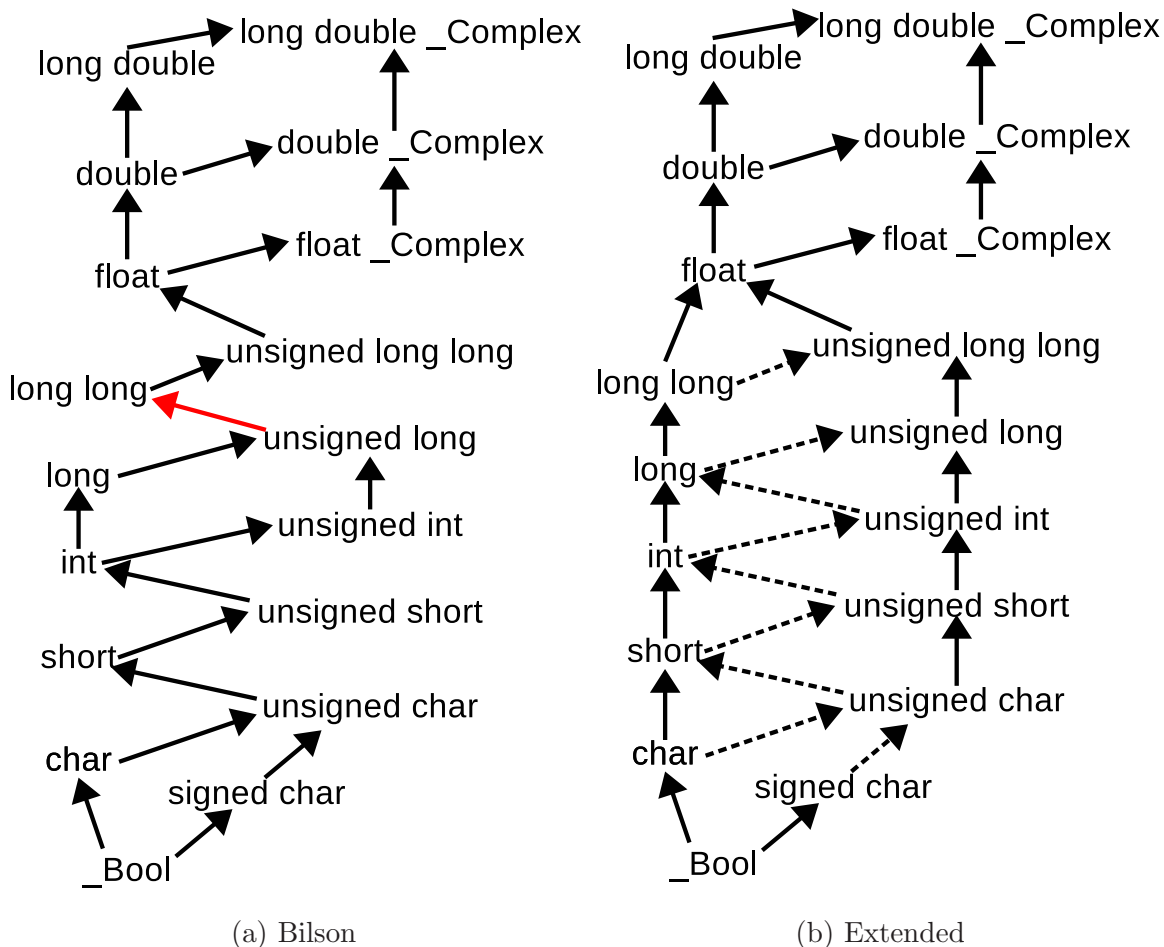 long double _Complex
long double
double _Complex
double
float _Complex
float
unsigned long long
long long
unsigned long
long
unsigned int
int
unsigned short
short
unsigned char
char
signed char
_Bool
(a) Bilson
long double _Complex
long double
double _Complex
double
float _Complex
float
unsigned long long
long long
unsigned long
long
unsigned int
int
unsigned short
short
unsigned char
char
signed char
_Bool
(b) Extended